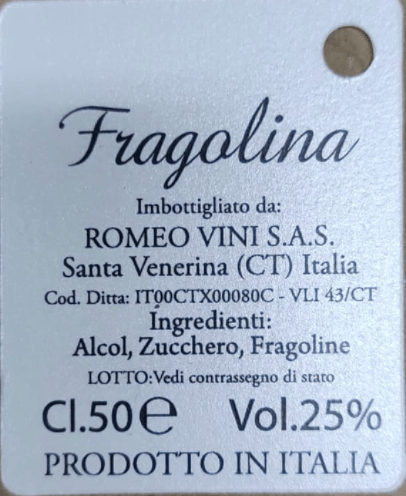 Fragolina
Imbottigliato da:
ROMEO VINI S.A.S.
Santa Venerina (CT) Italia
Cod. Ditta: IT00CTX00080C - VLI 43/CT
Ingredienti:
Alcol, Zucchero, Fragoline
LOTTO:Vedi contrassegno di stato
Cl.50℮ Vol.25%
PRODOTTO IN ITALIA